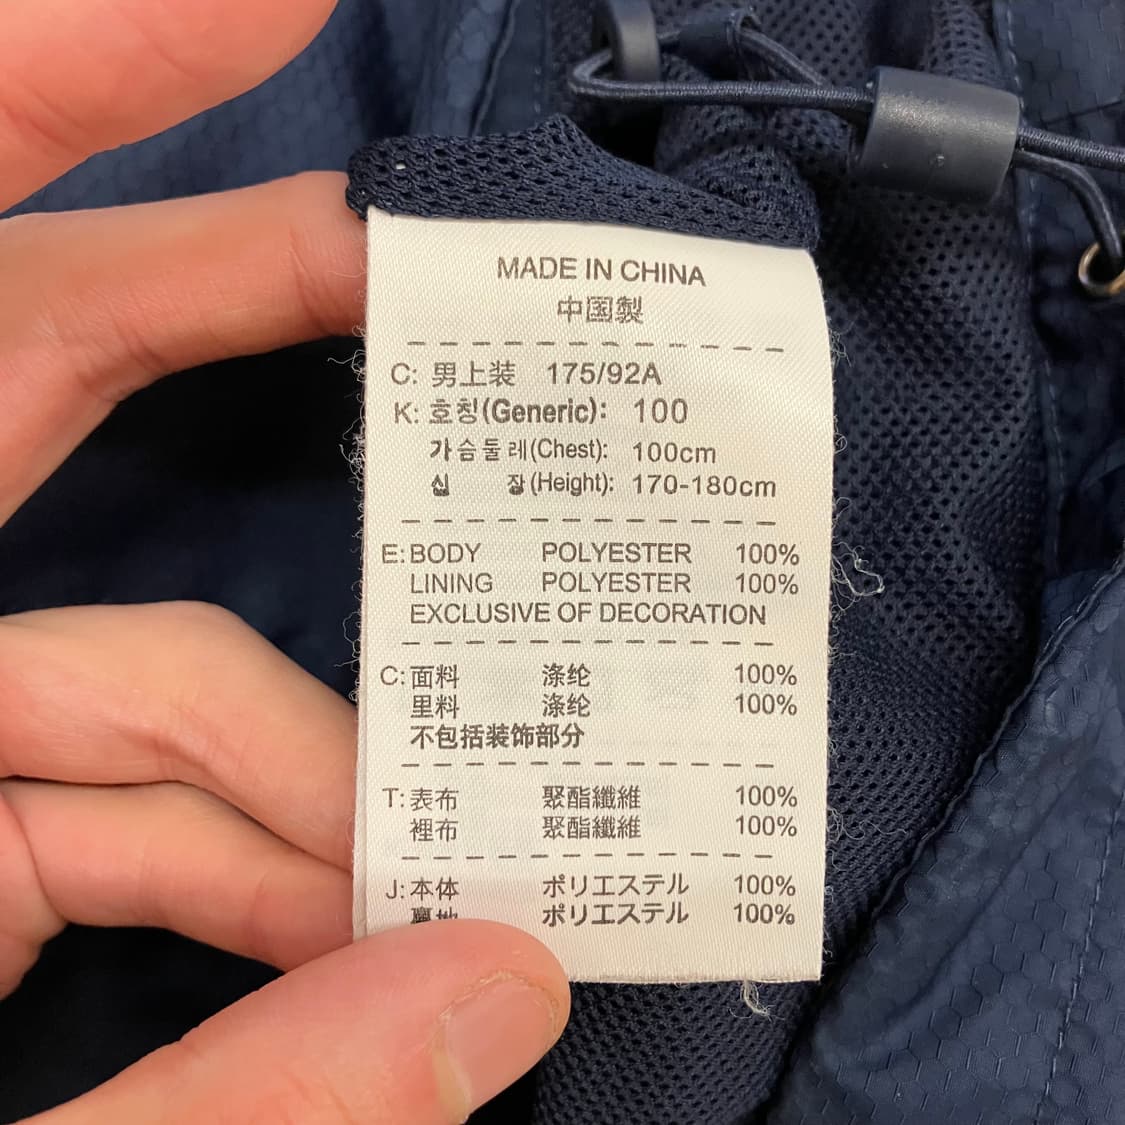 MADE IN CHINA
中国製
C: 男上装 175/92A
K: 호칭(Generic): 100
가슴둘레(Chest): 100cm
(Height): 170-180cm
E: BODY POLYESTER 100%
LINING POLYESTER 100%
EXCLUSIVE OF DECORATION
C: 面料 涤纶 100%
里料 涤纶 100%
不包括装饰部分
T: 表布 聚酯纖維 100%
裡布 聚酯纖維 100%
J: 本体 ポリエステル 100%
ポリエステル 100%